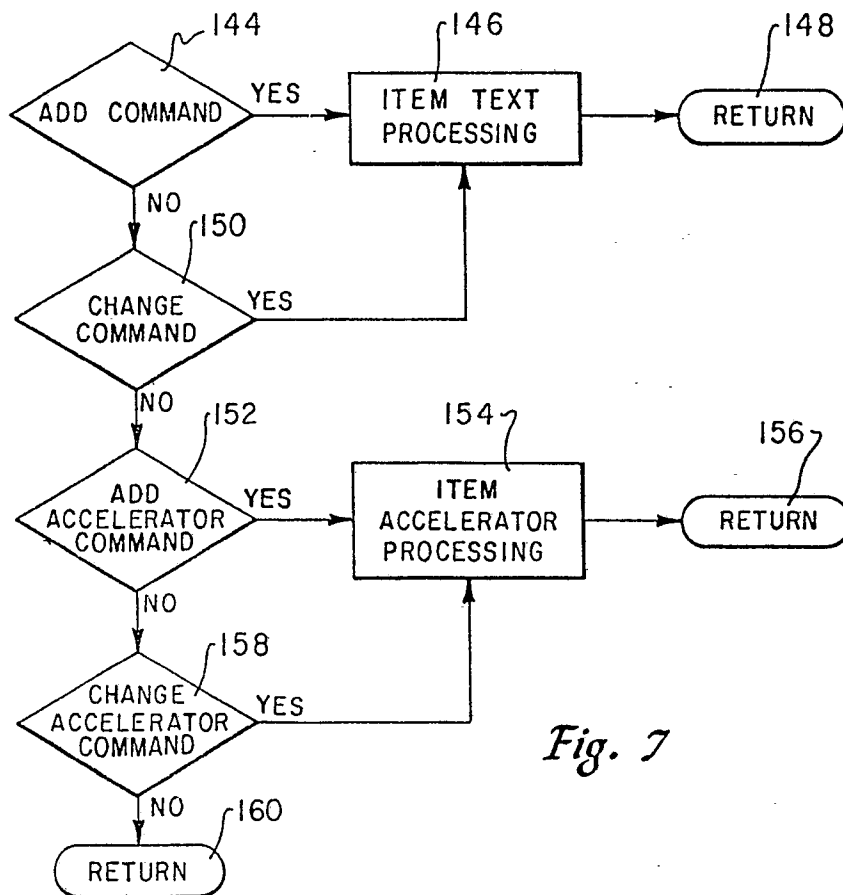 144
146
148
ADD COMMAND
YES
ITEM TEXT
PROCESSING
RETURN
NO
150
CHANGE
COMMAND
YES
NO
152
154
156
ADD
ACCELERATOR
COMMAND
YES
ITEM
ACCELERATOR
PROCESSING
RETURN
NO
158
CHANGE
ACCELERATOR
COMMAND
YES
Fig. 7
NO
160
RETURN